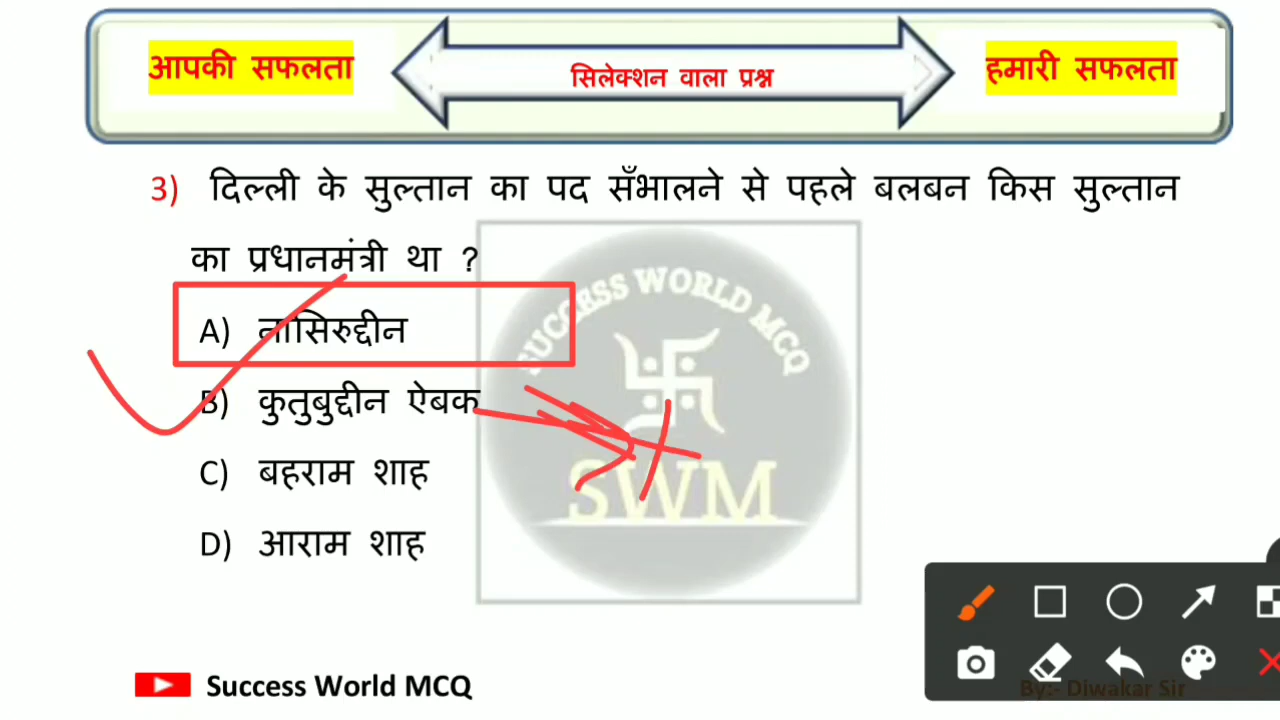 आपकी सफलता
सिलेक्शन वाला प्रश्न
हमारी सफलता
3) दिल्ली के सुल्तान का पद सँभालने से पहले बलबन किस सुल्तान
का प्रधानमंत्री था ?
A) नासिरुद्दीन
B) कुतुबुद्दीन ऐबक
C) बहराम शाह
D) आराम शाह
SUCCESS WORLD MCQ
SWM
Success World MCQ
By:- Diwakar Sir